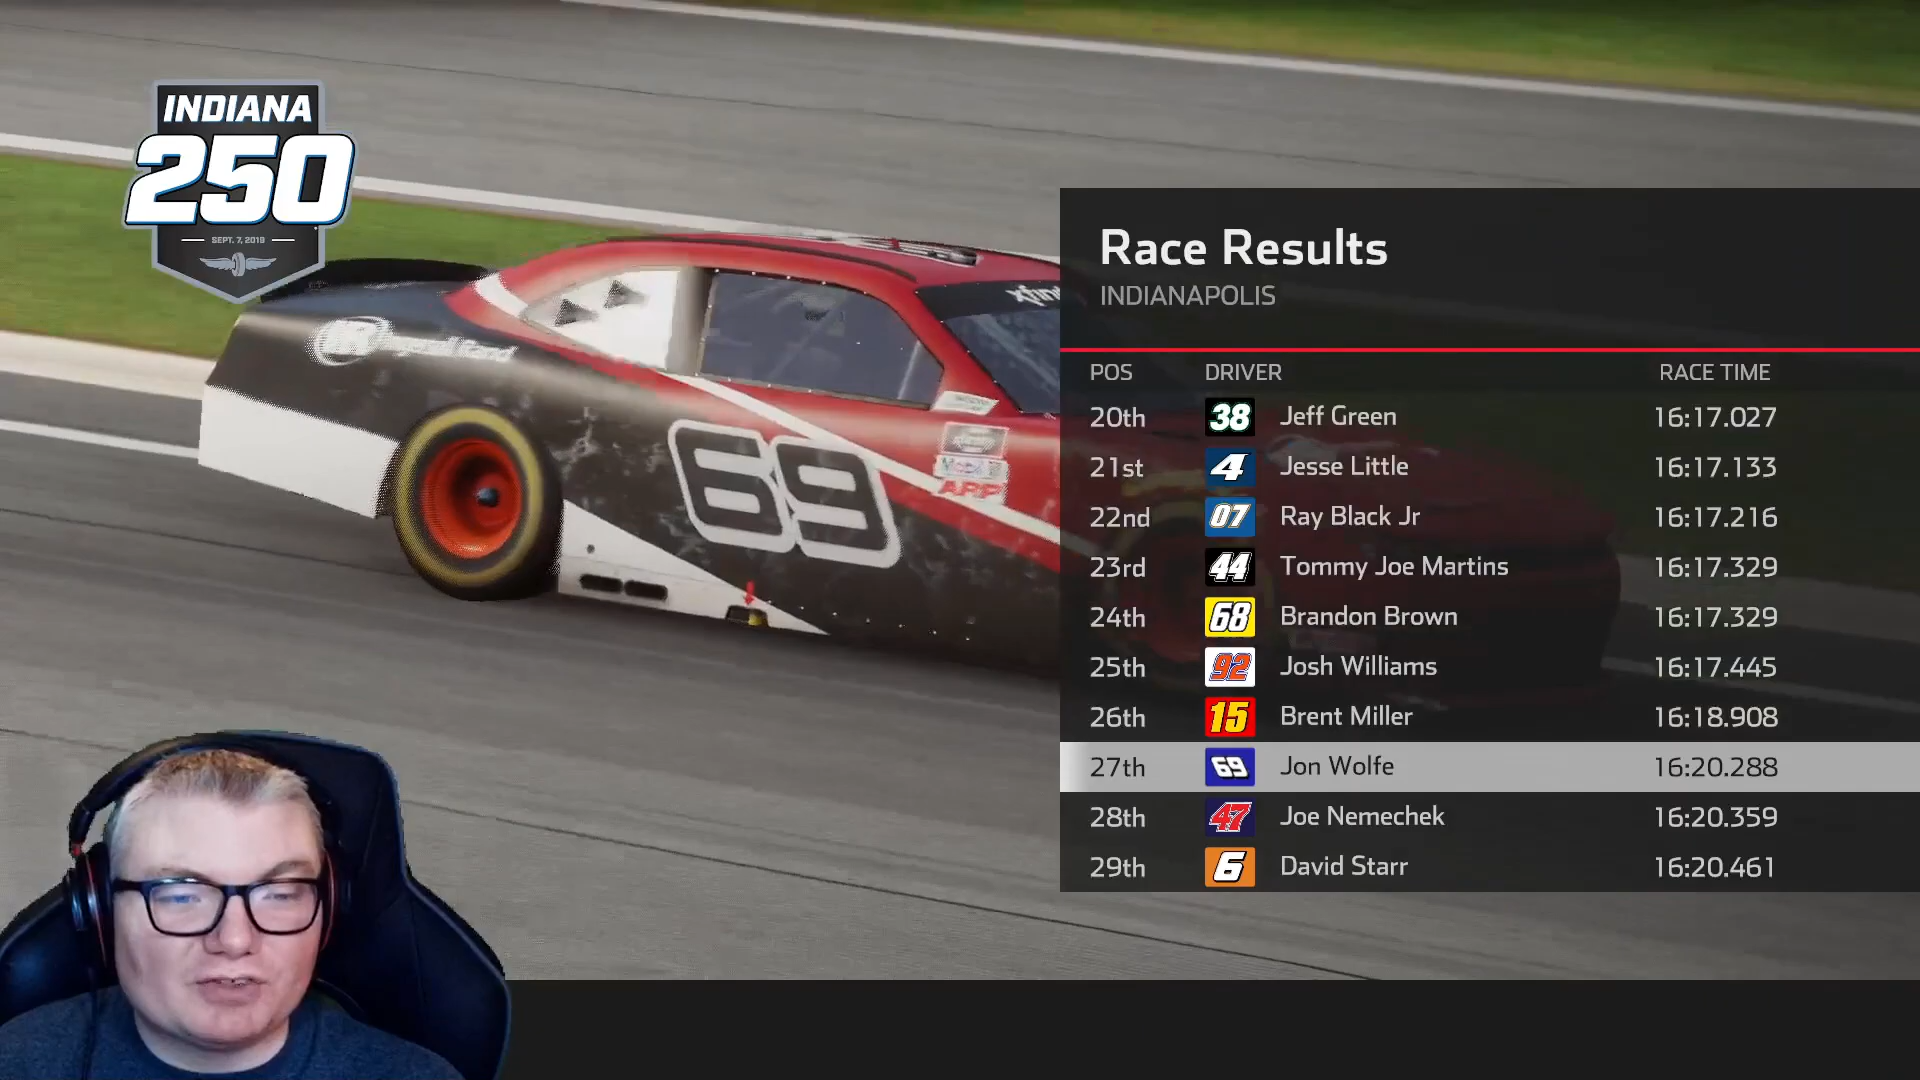 INDIANA
250
SEPT. 7, 2019
Race Results
INDIANAPOLIS
POS DRIVER RACE TIME
20th 38 Jeff Green 16:17.027
21st 4 Jesse Little 16:17.133
22nd 07 Ray Black Jr 16:17.216
23rd 44 Tommy Joe Martins 16:17.329
24th 68 Brandon Brown 16:17.329
25th 92 Josh Williams 16:17.445
26th 15 Brent Miller 16:18.908
27th 69 Jon Wolfe 16:20.288
28th 47 Joe Nemechek 16:20.359
29th 6 David Starr 16:20.461
69
Mobil 1